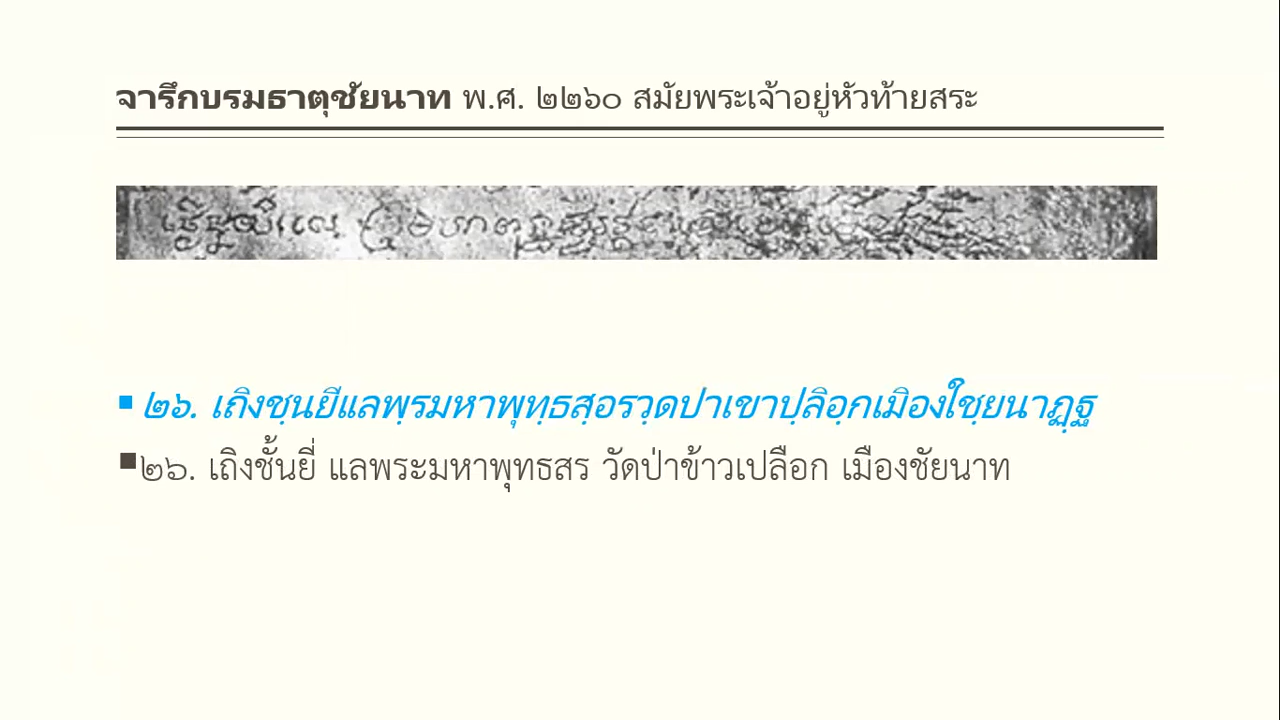 จารึกบรมธาตุชัยนาท พ.ศ. ๒๒๖๐ สมัยพระเจ้าอยู่หัวท้ายสระ
๒๖. เถิงชฺนยีแลพฺรมหาพุทฺธสฺอรวฺดปาเขาปฺลิอฺกเมิองใชฺยนาฏฺฐ
๒๖. เถิงชั้นยี่ แลพระมหาพุทธสร วัดป่าข้าวเปลือก เมืองชัยนาท